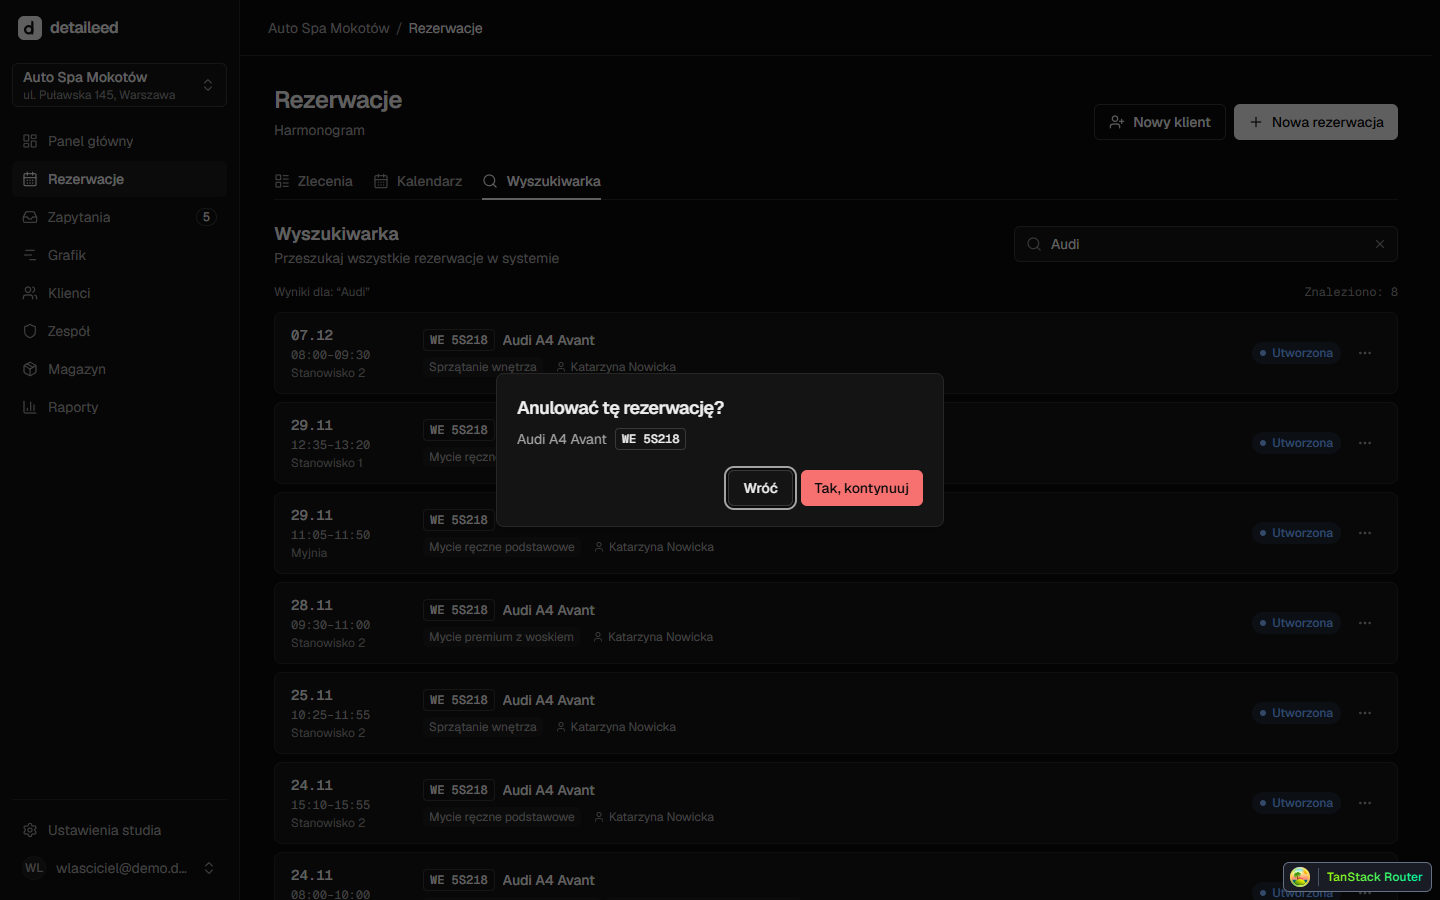 detaileed
Auto Spa Mokotów
ul. Puławska 145, Warszawa
Panel główny
Rezerwacje
Zapytania 5
Grafik
Klienci
Zespół
Magazyn
Raporty
Ustawienia studia
WL wlasciciel@demo.d...
Auto Spa Mokotów / Rezerwacje
Rezerwacje
Harmonogram
Nowy klient
Nowa rezerwacja
Zlecenia Kalendarz Wyszukiwarka
Wyszukiwarka
Przeszukaj wszystkie rezerwacje w systemie
Audi
Wyniki dla: “Audi” Znaleziono: 8
07.12
08:00–09:30
Stanowisko 2
WE 5S218 Audi A4 Avant
Sprzątanie wnętrza Katarzyna Nowicka
Utworzona
29.11
12:35–13:20
Stanowisko 1
WE 5S218
Mycie ręczn
Utworzona
Anulować tę rezerwację?
Audi A4 Avant WE 5S218
Wróć Tak, kontynuuj
29.11
11:05–11:50
Myjnia
WE 5S218
Mycie ręczne podstawowe Katarzyna Nowicka
Utworzona
28.11
09:30–11:00
Stanowisko 2
WE 5S218 Audi A4 Avant
Mycie premium z woskiem Katarzyna Nowicka
Utworzona
25.11
10:25–11:55
Stanowisko 2
WE 5S218 Audi A4 Avant
Sprzątanie wnętrza Katarzyna Nowicka
Utworzona
24.11
15:10–15:55
Stanowisko 2
WE 5S218 Audi A4 Avant
Mycie ręczne podstawowe Katarzyna Nowicka
Utworzona
24.11
08:00–10:00
WE 5S218 Audi A4 Avant
Utworzona
TanStack Router